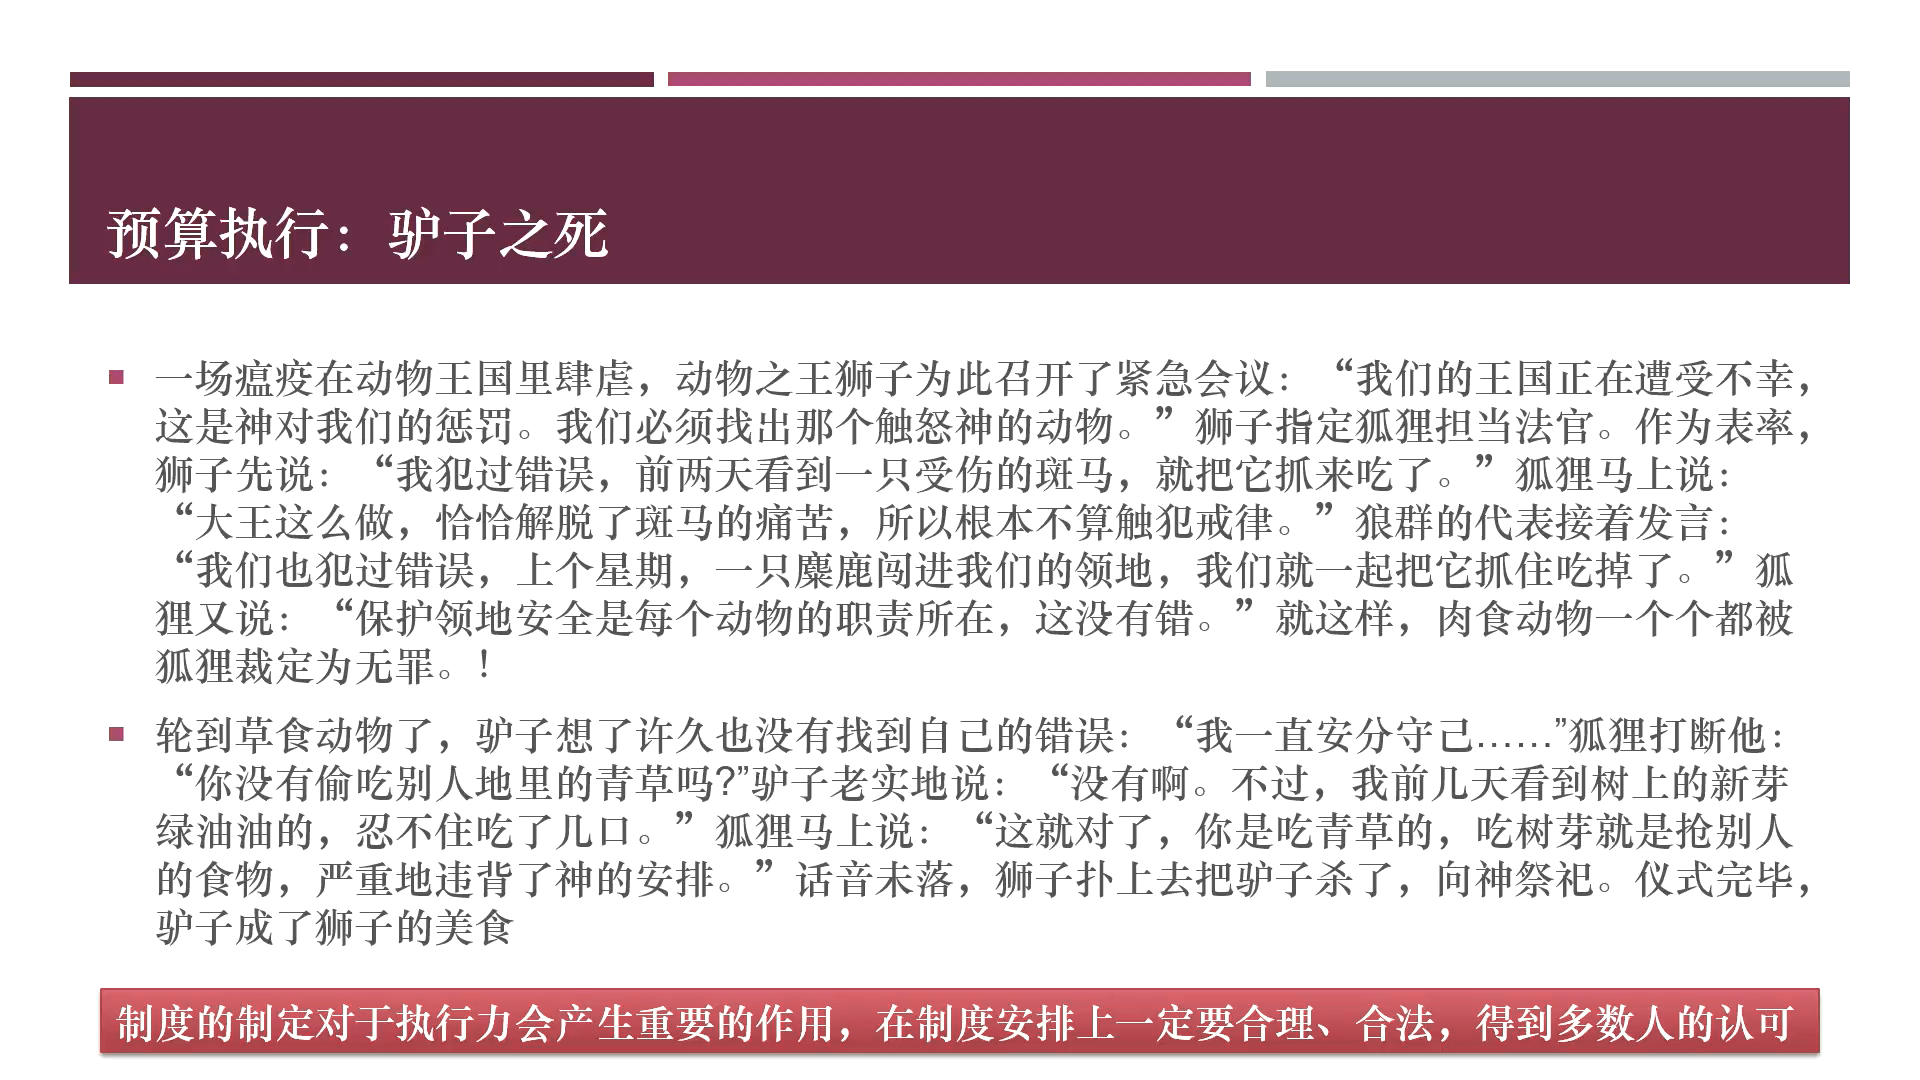 预算执行：驴子之死
一场瘟疫在动物王国里肆虐，动物之王狮子为此召开了紧急会议：“我们的王国正在遭受不幸，
这是神对我们的惩罚。我们必须找出那个触怒神的动物。”狮子指定狐狸担当法官。作为表率，
狮子先说：“我犯过错误，前两天看到一只受伤的斑马，就把它抓来吃了。”狐狸马上说：
“大王这么做，恰恰解脱了斑马的痛苦，所以根本不算触犯戒律。”狼群的代表接着发言：
“我们也犯过错误，上个星期，一只麋鹿闯进我们的领地，我们就一起把它抓住吃掉了。”狐
狸又说：“保护领地安全是每个动物的职责所在，这没有错。”就这样，肉食动物一个个都被
狐狸裁定为无罪。！
轮到草食动物了，驴子想了许久也没有找到自己的错误：“我一直安分守己……”狐狸打断他：
“你没有偷吃别人地里的青草吗?”驴子老实地说：“没有啊。不过，我前几天看到树上的新芽
绿油油的，忍不住吃了几口。”狐狸马上说：“这就对了，你是吃青草的，吃树芽就是抢别人
的食物，严重地违背了神的安排。”话音未落，狮子扑上去把驴子杀了，向神祭祀。仪式完毕，
驴子成了狮子的美食
制度的制定对于执行力会产生重要的作用，在制度安排上一定要合理、合法，得到多数人的认可